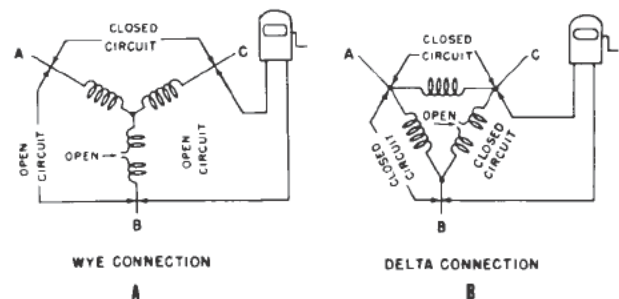 CLOSED
CIRCUIT
A
C
OPEN
CIRCUIT
OPEN
OPEN
CIRCUIT
B
WYE CONNECTION
A
CLOSED
CIRCUIT
A
C
OPEN
CLOSED
CIRCUIT
CLOSED
CIRCUIT
B
DELTA CONNECTION
B